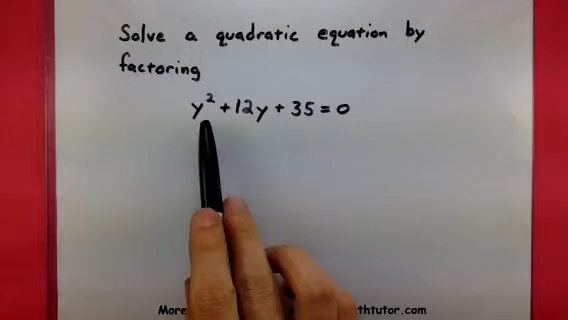 Solve a quadratic equation by
factoring
y² + 12y + 35 = 0
More thtutor.com